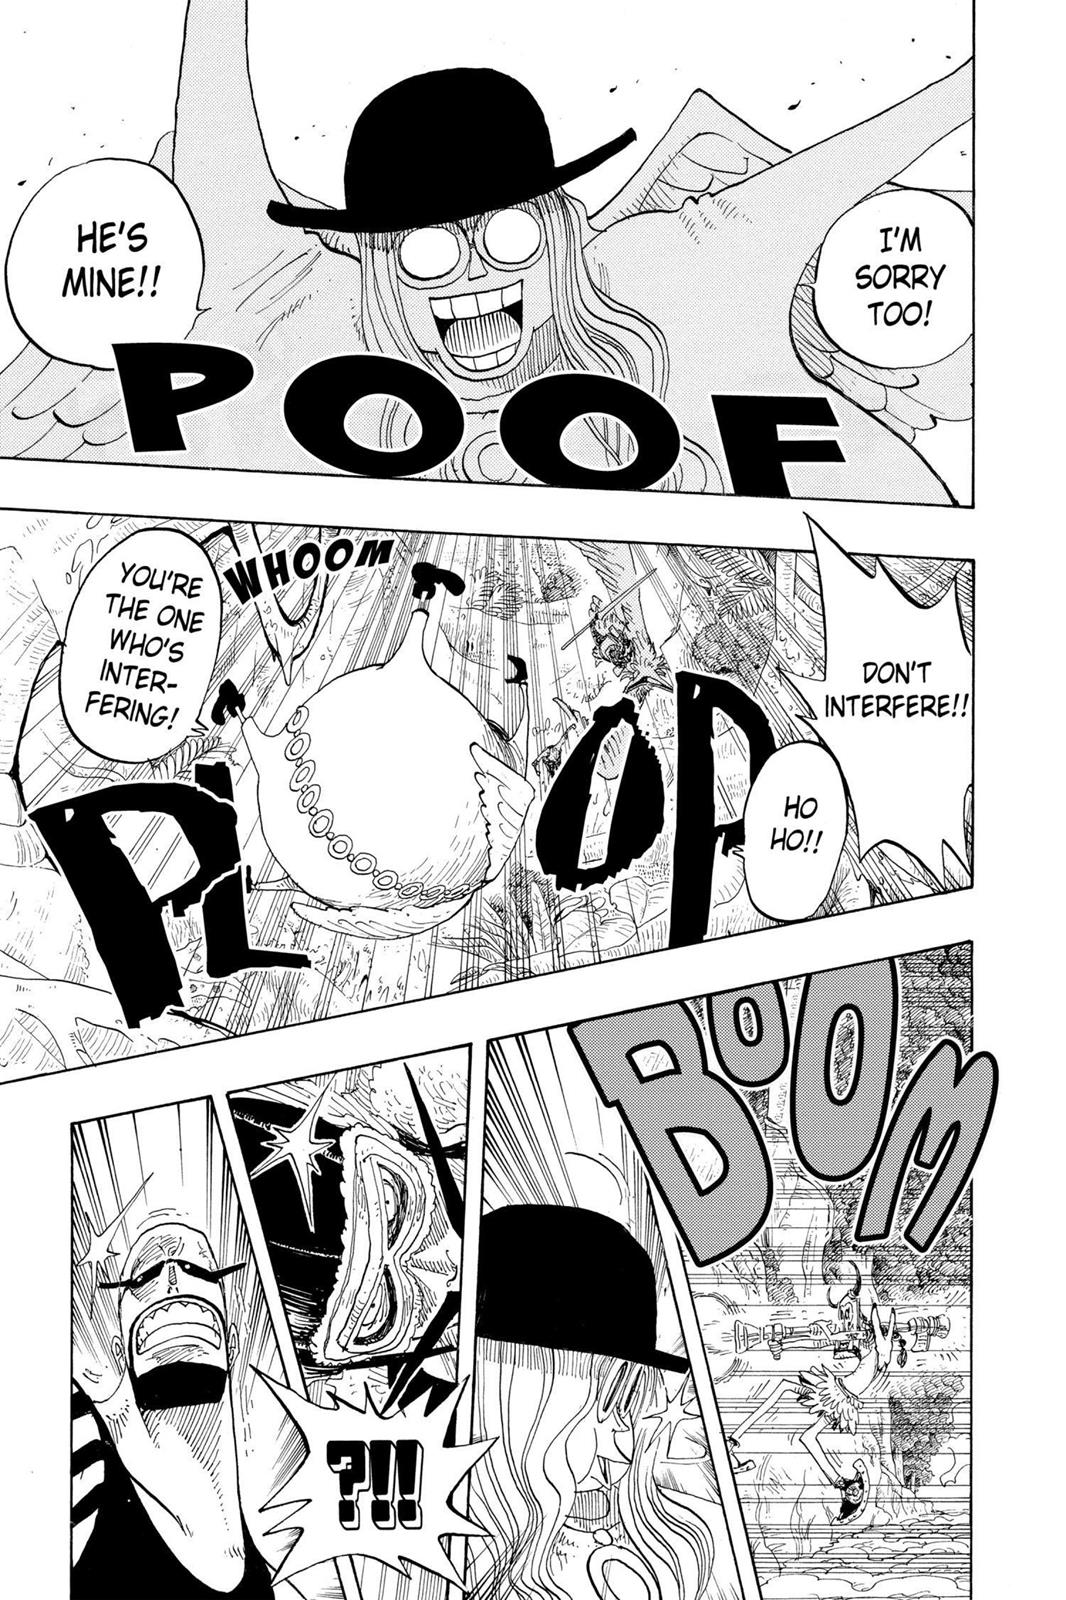 I'M
SORRY
TOO!
HE'S
MINE!!
POOF
DON'T
INTERFERE!!
HO
HO!!
WHOOM
YOU'RE
THE ONE
WHO'S
INTER-
FERING!
PLOP
BOOM
?!!